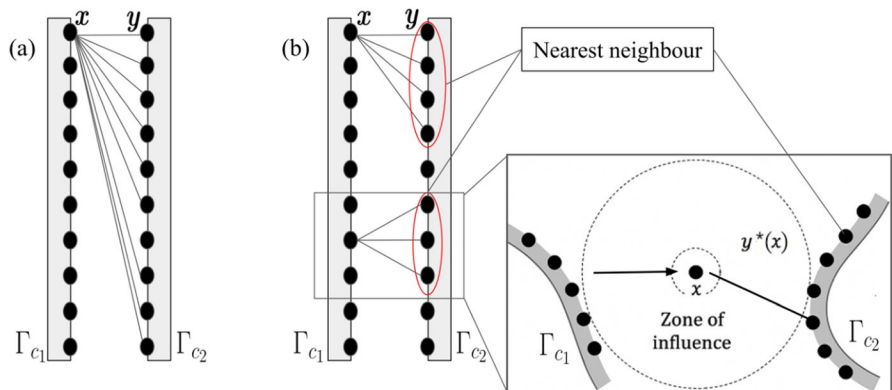 (a)
x y
Γc1
Γc2
(b)
x y
Γc1
Γc2
Nearest neighbour
y*(x)
x
Zone of
influence
Γc1
Γc2